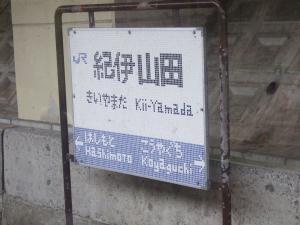 JR 紀伊山田
きいやまだ Kii-Yamada
はしもと こうやぐち
← Hashimoto Koyaguchi →